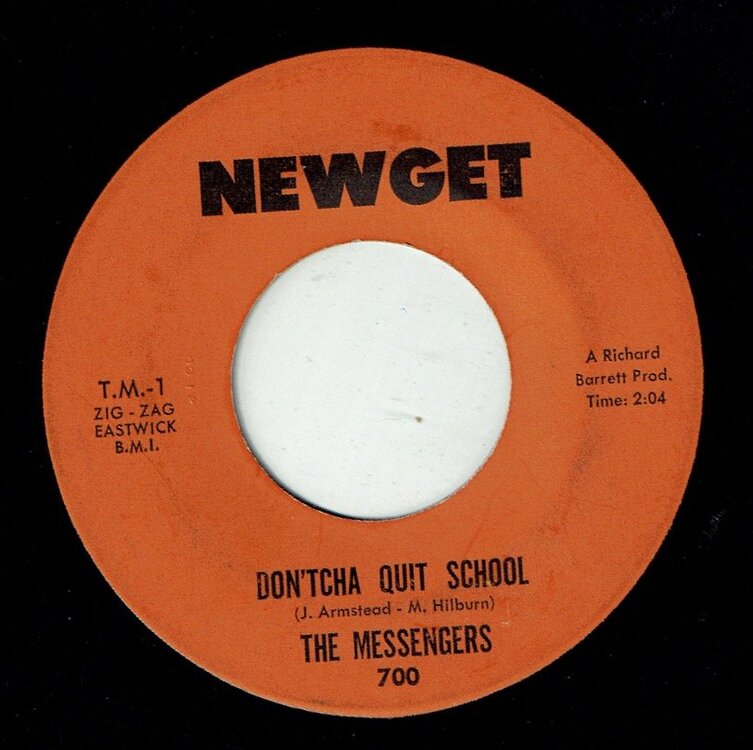 NEWGET
A Richard
Barrett Prod.
Time: 2:04
T.M.-1
ZIG - ZAG
EASTWICK
B.M.I.
DON'TCHA QUIT SCHOOL
(J. Armstead - M. Hilburn)
THE MESSENGERS
700